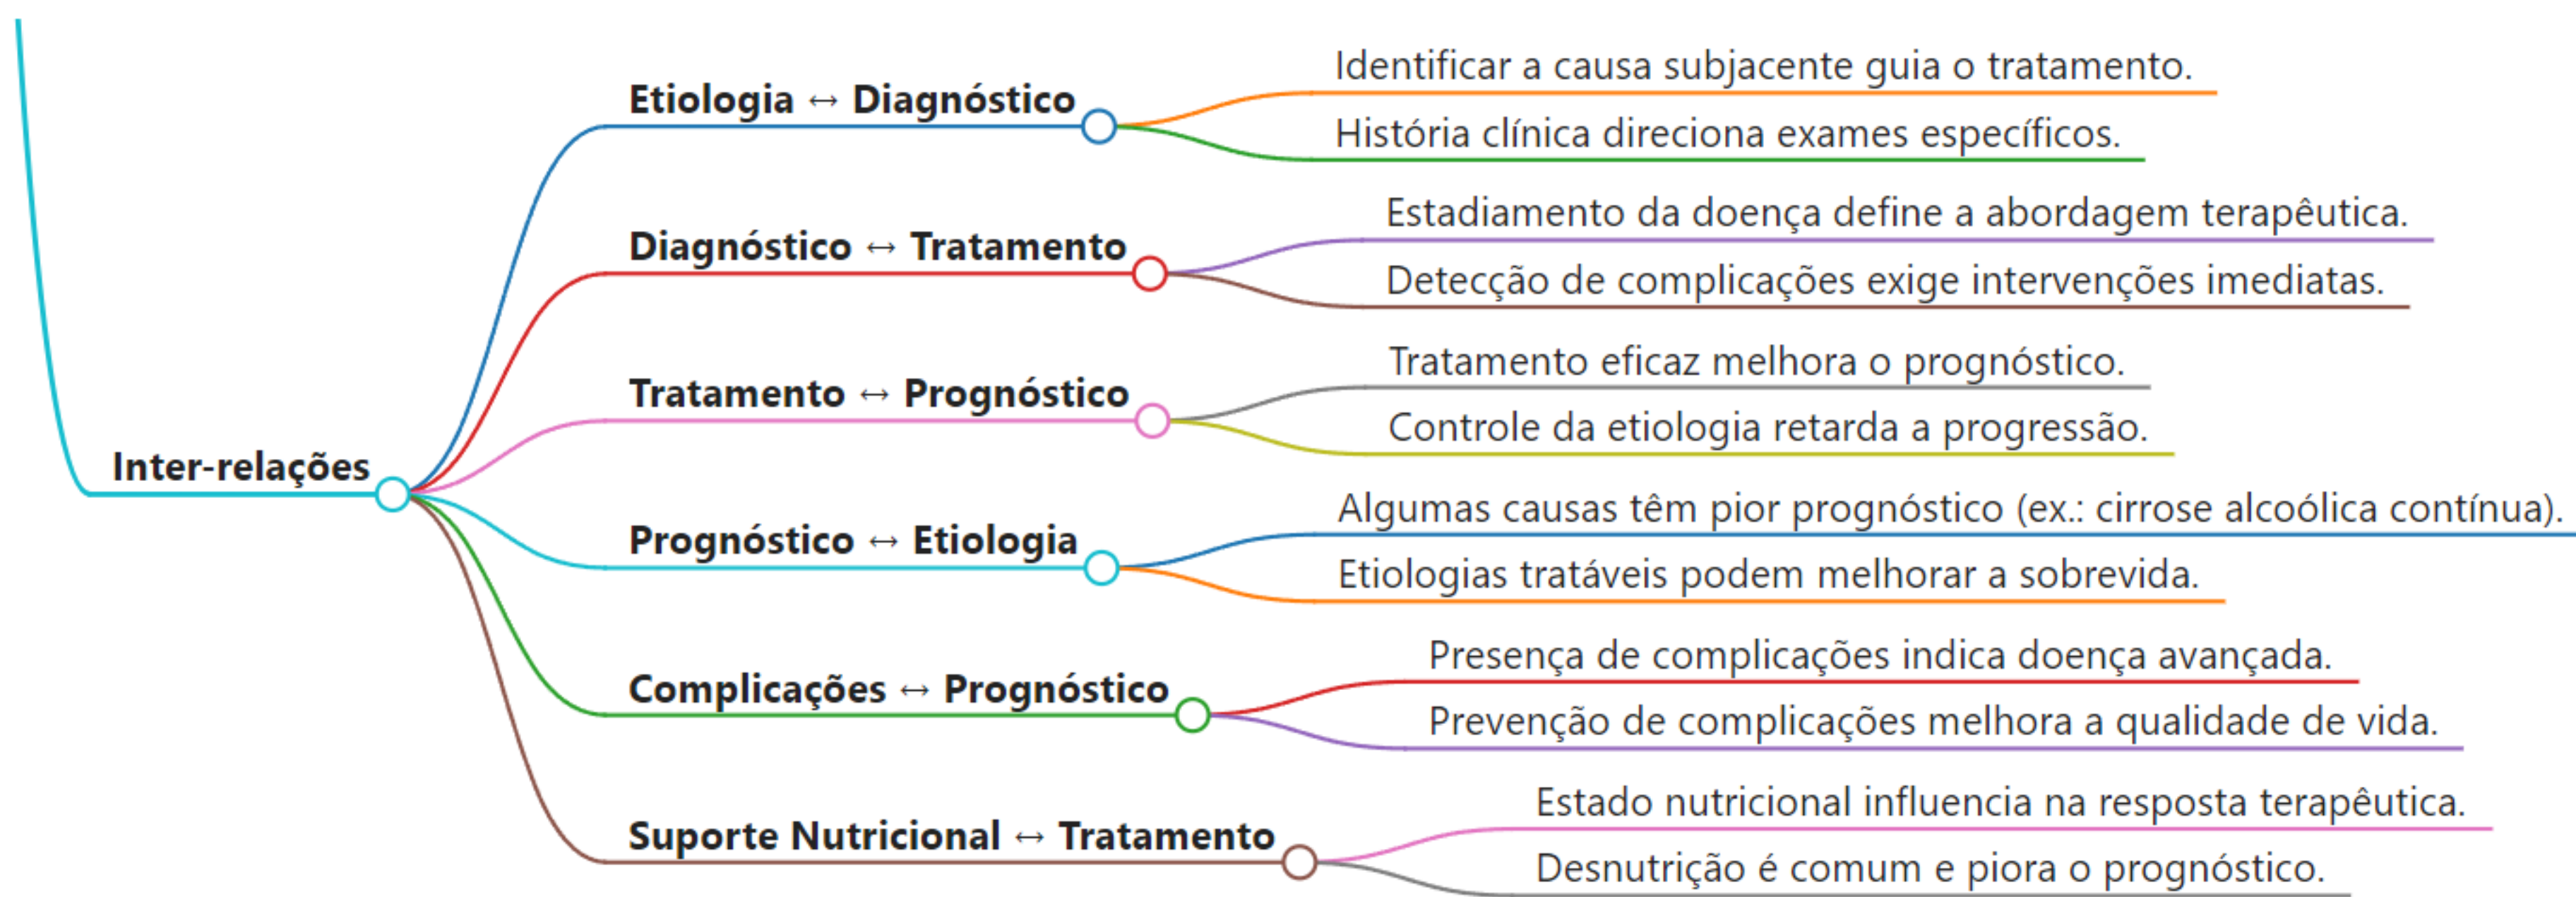 Inter-relações
Etiologia ↔ Diagnóstico
Identificar a causa subjacente guia o tratamento.
História clínica direciona exames específicos.
Diagnóstico ↔ Tratamento
Estadiamento da doença define a abordagem terapêutica.
Detecção de complicações exige intervenções imediatas.
Tratamento ↔ Prognóstico
Tratamento eficaz melhora o prognóstico.
Controle da etiologia retarda a progressão.
Prognóstico ↔ Etiologia
Algumas causas têm pior prognóstico (ex.: cirrose alcoólica contínua).
Etiologias tratáveis podem melhorar a sobrevida.
Complicações ↔ Prognóstico
Presença de complicações indica doença avançada.
Prevenção de complicações melhora a qualidade de vida.
Suporte Nutricional ↔ Tratamento
Estado nutricional influencia na resposta terapêutica.
Desnutrição é comum e piora o prognóstico.